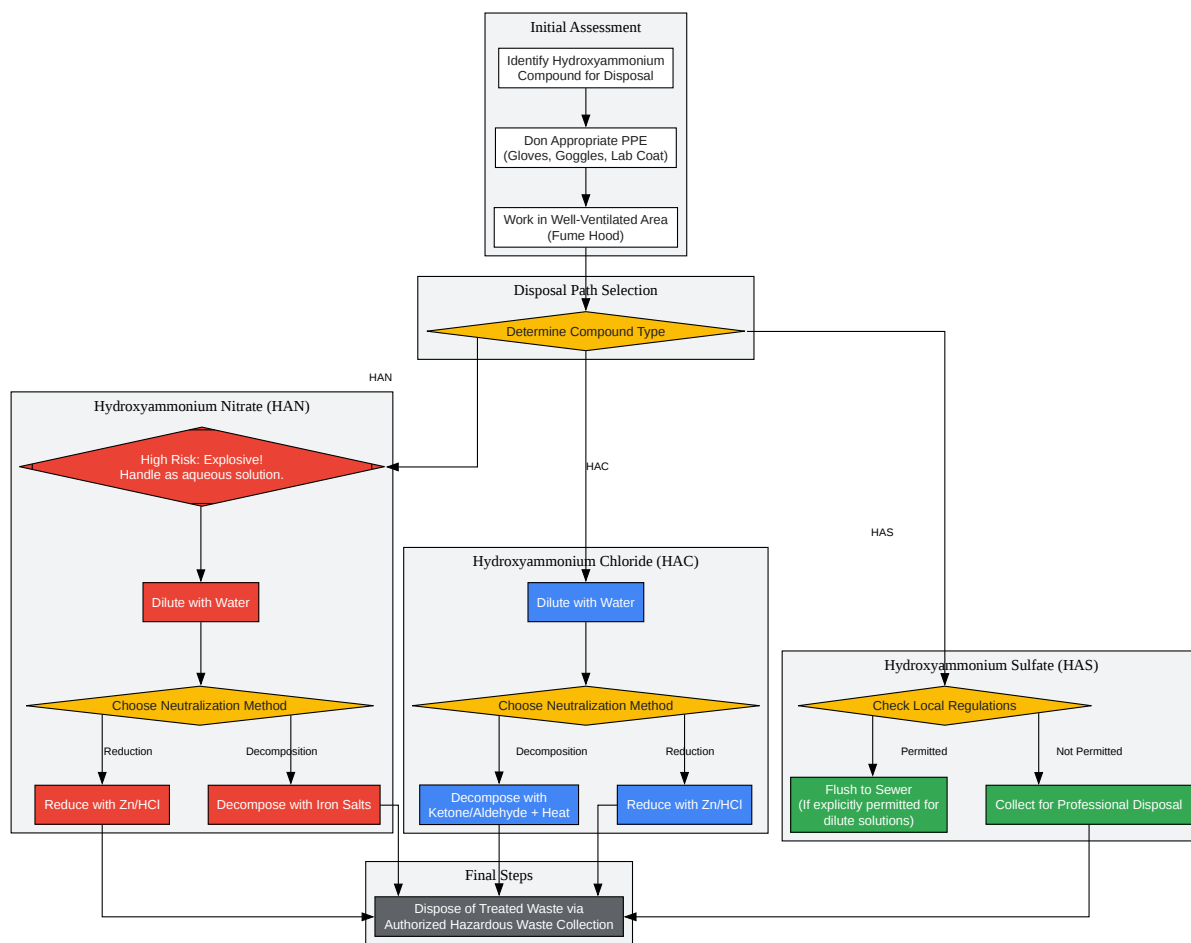 Initial Assessment
Identify Hydroxyammonium
Compound for Disposal
Don Appropriate PPE
(Gloves, Goggles, Lab Coat)
Work in Well-Ventilated Area
(Fume Hood)
Disposal Path Selection
Determine Compound Type
HAN
HAC
HAS
Hydroxyammonium Nitrate (HAN)
High Risk: Explosive!
Handle as aqueous solution.
Dilute with Water
Choose Neutralization Method
Reduction
Decomposition
Reduce with Zn/HCl
Decompose with Iron Salts
Hydroxyammonium Chloride (HAC)
Dilute with Water
Choose Neutralization Method
Decomposition
Reduction
Decompose with
Ketone/Aldehyde + Heat
Reduce with Zn/HCl
Hydroxyammonium Sulfate (HAS)
Check Local Regulations
Permitted
Not Permitted
Flush to Sewer
(If explicitly permitted for
dilute solutions)
Collect for Professional Disposal
Final Steps
Dispose of Treated Waste via
Authorized Hazardous Waste Collection